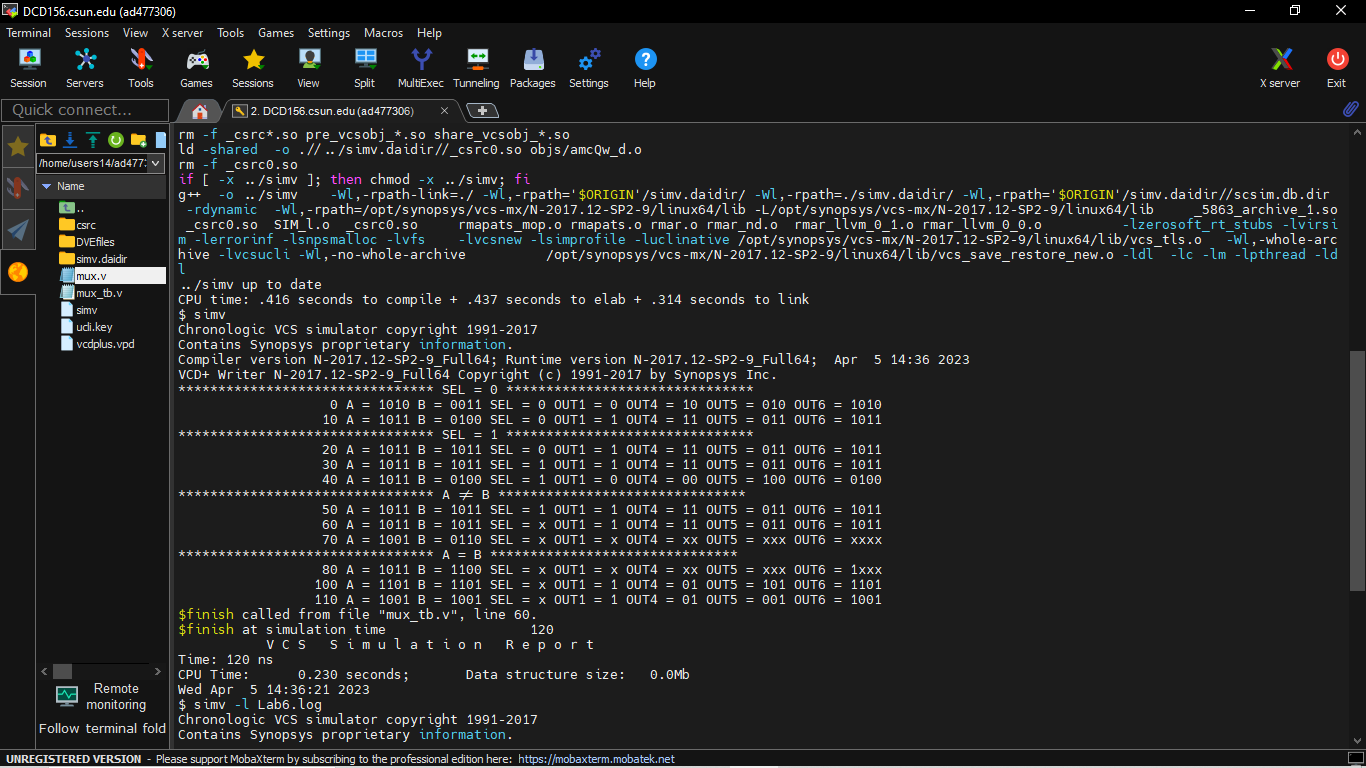 DCD156.csun.edu (ad477306)
Terminal Sessions View X server Tools Games Settings Macros Help
Session Servers Tools Games Sessions View Split MultiExec Tunneling Packages Settings Help X server Exit
Quick connect...
2. DCD156.csun.edu (ad477306)
/home/users14/ad477
Name
..
csrc
DVEfiles
simv.daidir
mux.v
mux_tb.v
simv
ucli.key
vcdplus.vpd
Remote
monitoring
Follow terminal fold
rm -f _csrc*.so pre_vcsobj_*.so share_vcsobj_*.so
ld -shared  -o .//../simv.daidir//_csrc0.so objs/amcQw_d.o
rm -f _csrc0.so
if [ -x ../simv ]; then chmod -x ../simv; fi
g++  -o ../simv    -Wl,-rpath-link=./ -Wl,-rpath='$ORIGIN'/simv.daidir/ -Wl,-rpath=./simv.daidir/ -Wl,-rpath='$ORIGIN'/simv.daidir//scsim.db.dir
 -rdynamic  -Wl,-rpath=/opt/synopsys/vcs-mx/N-2017.12-SP2-9/linux64/lib -L/opt/synopsys/vcs-mx/N-2017.12-SP2-9/linux64/lib     _5863_archive_1.so
 _csrc0.so  SIM_l.o  _csrc0.so     rmapats_mop.o rmapats.o rmar.o rmar_nd.o  rmar_llvm_0_1.o rmar_llvm_0_0.o          -lzerosoft_rt_stubs -lvirsi
m -lerrorinf -lsnpsmalloc -lvfs    -lvcsnew -lsimprofile -luclinative /opt/synopsys/vcs-mx/N-2017.12-SP2-9/linux64/lib/vcs_tls.o   -Wl,-whole-arc
hive -lvcsucli -Wl,-no-whole-archive          /opt/synopsys/vcs-mx/N-2017.12-SP2-9/linux64/lib/vcs_save_restore_new.o -ldl  -lc -lm -lpthread -ld
l
../simv up to date
CPU time: .416 seconds to compile + .437 seconds to elab + .314 seconds to link
$ simv
Chronologic VCS simulator copyright 1991-2017
Contains Synopsys proprietary information.
Compiler version N-2017.12-SP2-9_Full64; Runtime version N-2017.12-SP2-9_Full64;  Apr  5 14:36 2023
VCD+ Writer N-2017.12-SP2-9_Full64 Copyright (c) 1991-2017 by Synopsys Inc.
******************************** SEL = 0 *******************************
0 A = 1010 B = 0011 SEL = 0 OUT1 = 0 OUT4 = 10 OUT5 = 010 OUT6 = 1010
10 A = 1011 B = 0100 SEL = 0 OUT1 = 1 OUT4 = 11 OUT5 = 011 OUT6 = 1011
******************************** SEL = 1 *******************************
20 A = 1011 B = 1011 SEL = 0 OUT1 = 1 OUT4 = 11 OUT5 = 011 OUT6 = 1011
30 A = 1011 B = 1011 SEL = 1 OUT1 = 1 OUT4 = 11 OUT5 = 011 OUT6 = 1011
40 A = 1011 B = 0100 SEL = 1 OUT1 = 0 OUT4 = 00 OUT5 = 100 OUT6 = 0100
******************************** A ≠ B *******************************
50 A = 1011 B = 1011 SEL = 1 OUT1 = 1 OUT4 = 11 OUT5 = 011 OUT6 = 1011
60 A = 1011 B = 1011 SEL = x OUT1 = 1 OUT4 = 11 OUT5 = 011 OUT6 = 1011
70 A = 1001 B = 0110 SEL = x OUT1 = x OUT4 = xx OUT5 = xxx OUT6 = xxxx
******************************** A = B *******************************
80 A = 1011 B = 1100 SEL = x OUT1 = x OUT4 = xx OUT5 = xxx OUT6 = 1xxx
100 A = 1101 B = 1101 SEL = x OUT1 = 1 OUT4 = 01 OUT5 = 101 OUT6 = 1101
110 A = 1001 B = 1001 SEL = x OUT1 = 1 OUT4 = 01 OUT5 = 001 OUT6 = 1001
$finish called from file "mux_tb.v", line 60.
$finish at simulation time                  120
V C S   S i m u l a t i o n   R e p o r t
Time: 120 ns
CPU Time:      0.230 seconds;       Data structure size:   0.0Mb
Wed Apr  5 14:36:21 2023
$ simv -l Lab6.log
Chronologic VCS simulator copyright 1991-2017
Contains Synopsys proprietary information.
UNREGISTERED VERSION - Please support MobaXterm by subscribing to the professional edition here: https://mobaxterm.mobatek.net